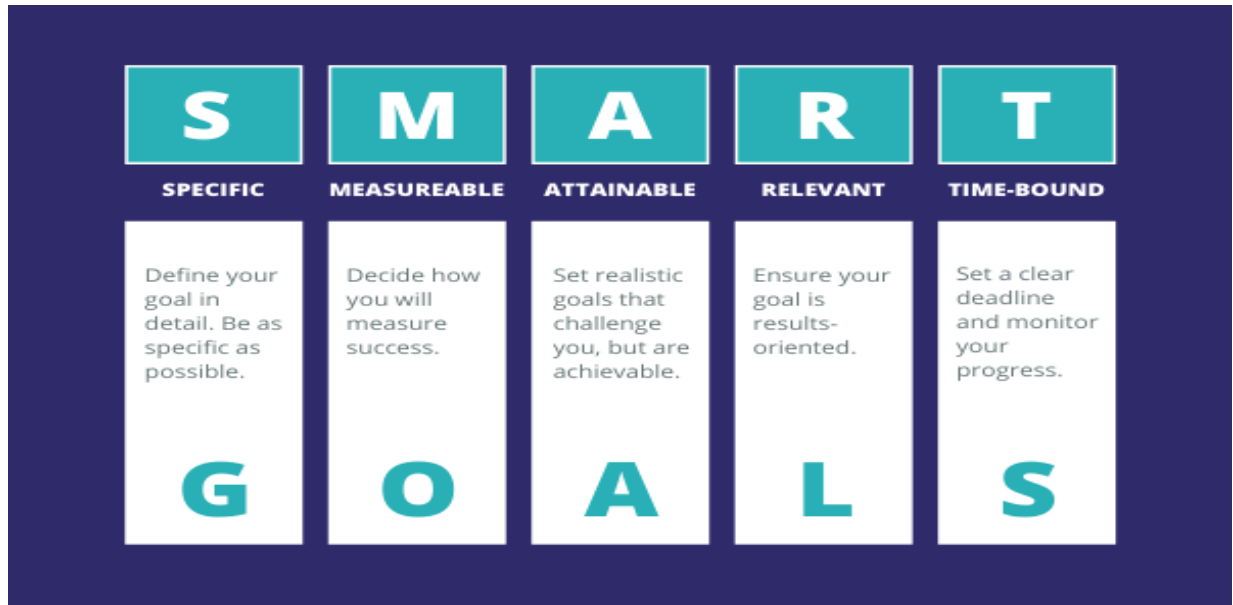 S
M
A
R
T
SPECIFIC
MEASUREABLE
ATTAINABLE
RELEVANT
TIME-BOUND
Define your
goal in
detail. Be as
specific as
possible.
Decide how
you will
measure
success.
Set realistic
goals that
challenge
you, but are
achievable.
Ensure your
goal is
results-
oriented.
Set a clear
deadline
and monitor
your
progress.
G
O
A
L
S